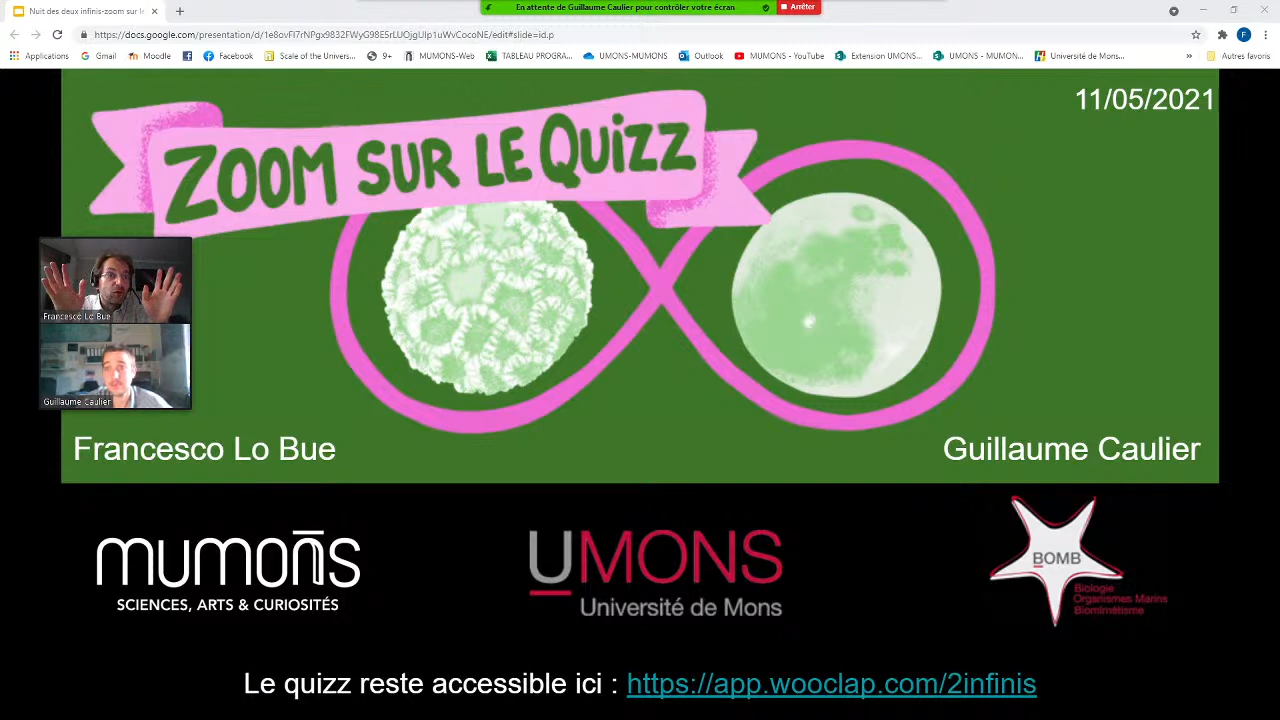 En attente de Guillaume Caulier pour contrôler votre écran
Arrêter
Nuit des deux infinis-zoom sur le
https://docs.google.com/presentation/d/1e8ovFI7rNPgx9832FWyG98E5rLUQjgUIp1uWvCocoNE/edit#slide=id.p
Applications Gmail Moodle Facebook Scale of the Univers... 9+ MUMONS-Web TABLEAU PROGRAM... UMONS-MUMONS Outlook MUMONS - YouTube Extension UMONS... UMONS - MUMON... Université de Mons... » Autres favoris
11/05/2021
ZOOM SUR LE QUIZZ
Francesco Lo Bue
Guillaume Caulier
Francesco Lo Bue
Guillaume Caulier
mumons
SCIENCES, ARTS & CURIOSITÉS
UMONS
Université de Mons
BOMB
Biologie
Organismes Marins
Biomimétisme
Le quizz reste accessible ici : https://app.wooclap.com/2infinis